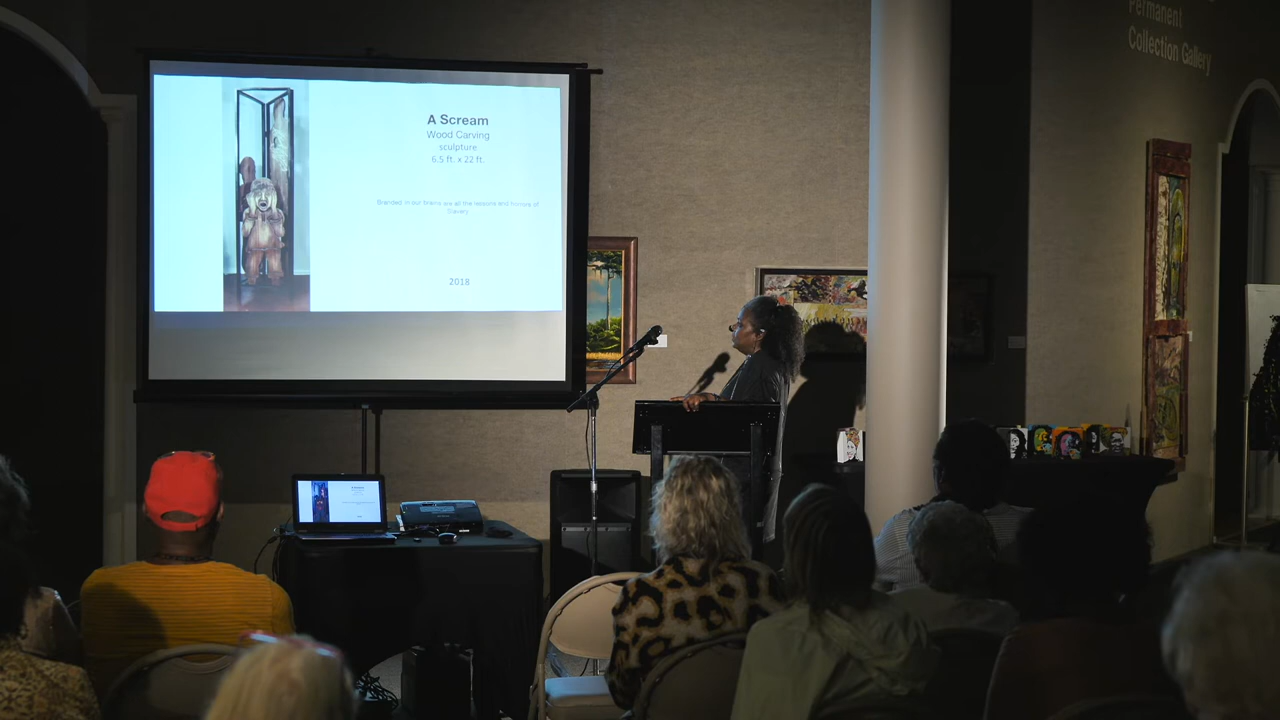 A Scream
Wood Carving
sculpture
6.5 ft. x 22 ft.
Branded in our brains are all the lessons and horrors of
Slavery
2018
Permanent
Collection Gallery
A Scream